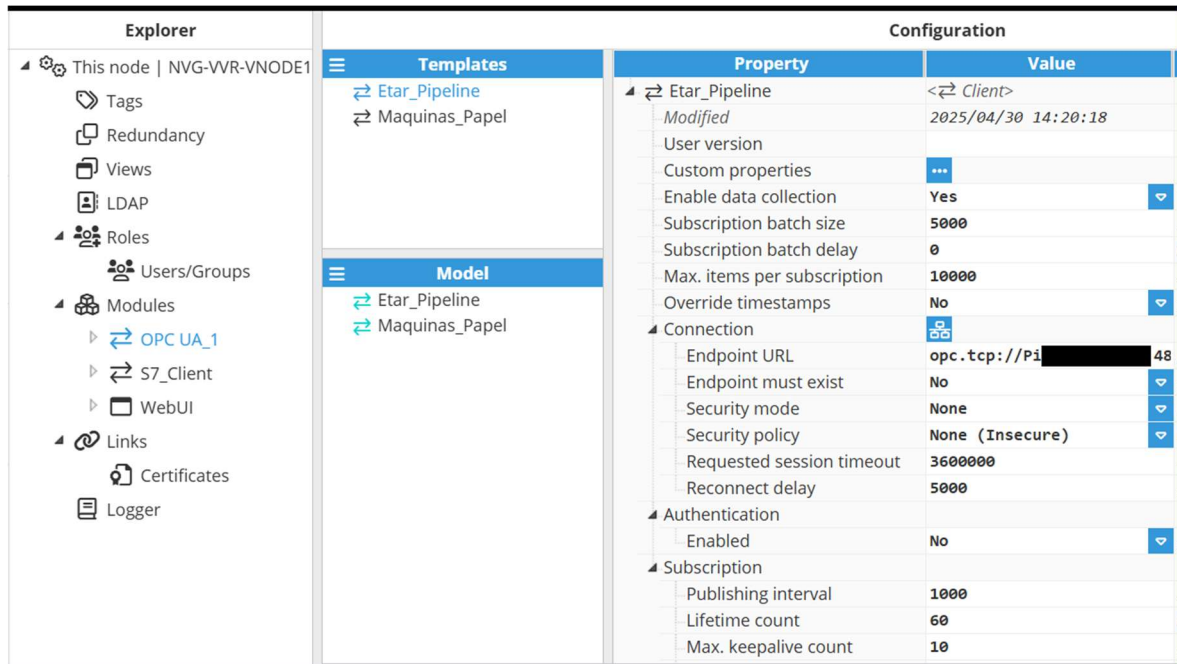 Explorer
Configuration
This node | NVG-VVR-VNODE1
Tags
Redundancy
Views
LDAP
Roles
Users/Groups
Modules
OPC UA_1
S7_Client
WebUI
Links
Certificates
Logger
Templates
Etar_Pipeline
Maquinas_Papel
Model
Etar_Pipeline
Maquinas_Papel
Property Value
Etar_Pipeline <Client>
Modified 2025/04/30 14:20:18
User version
Custom properties
Enable data collection Yes
Subscription batch size 5000
Subscription batch delay 0
Max. items per subscription 10000
Override timestamps No
Connection
Endpoint URL opc.tcp://Pi 48
Endpoint must exist No
Security mode None
Security policy None (Insecure)
Requested session timeout 3600000
Reconnect delay 5000
Authentication
Enabled No
Subscription
Publishing interval 1000
Lifetime count 60
Max. keepalive count 10